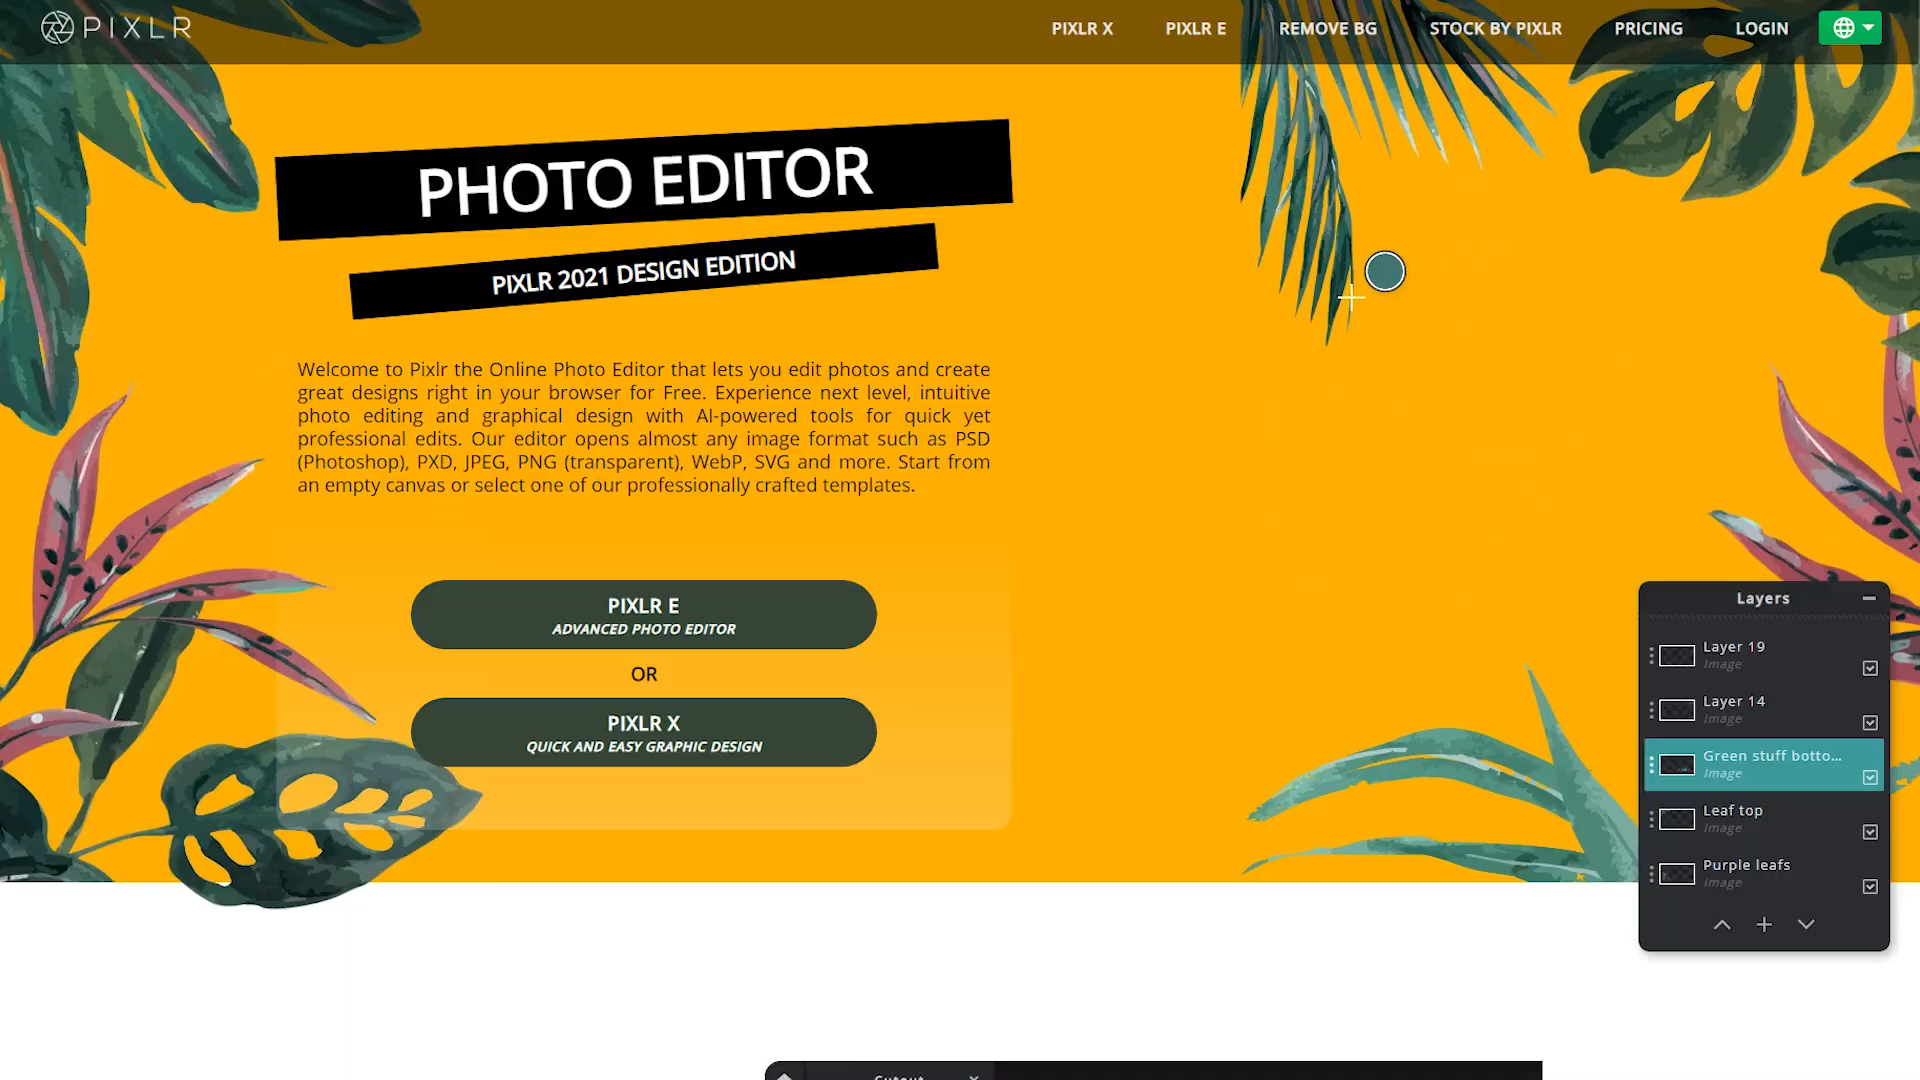 PIXLR
PIXLR X
PIXLR E
REMOVE BG
STOCK BY PIXLR
PRICING
LOGIN
PHOTO EDITOR
PIXLR 2021 DESIGN EDITION
Welcome to Pixlr the Online Photo Editor that lets you edit photos and create
great designs right in your browser for Free. Experience next level, intuitive
photo editing and graphical design with AI-powered tools for quick yet
professional edits. Our editor opens almost any image format such as PSD
(Photoshop), PXD, JPEG, PNG (transparent), WebP, SVG and more. Start from
an empty canvas or select one of our professionally crafted templates.
PIXLR E
ADVANCED PHOTO EDITOR
OR
PIXLR X
QUICK AND EASY GRAPHIC DESIGN
Layers
Layer 19
Image
Layer 14
Image
Green stuff botto...
Image
Leaf top
Image
Purple leafs
Image
Cutout